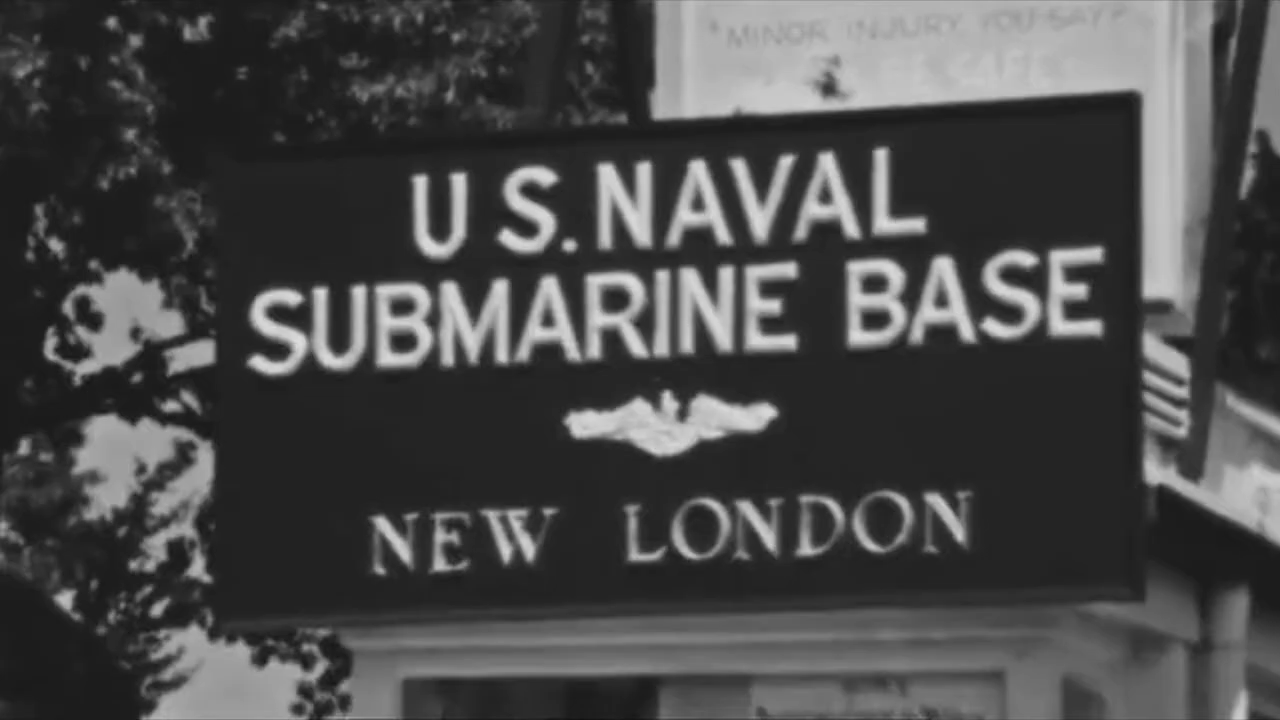 "MINOR INJURY, YOU SAY?
U S. NAVAL
SUBMARINE BASE
NEW LONDON